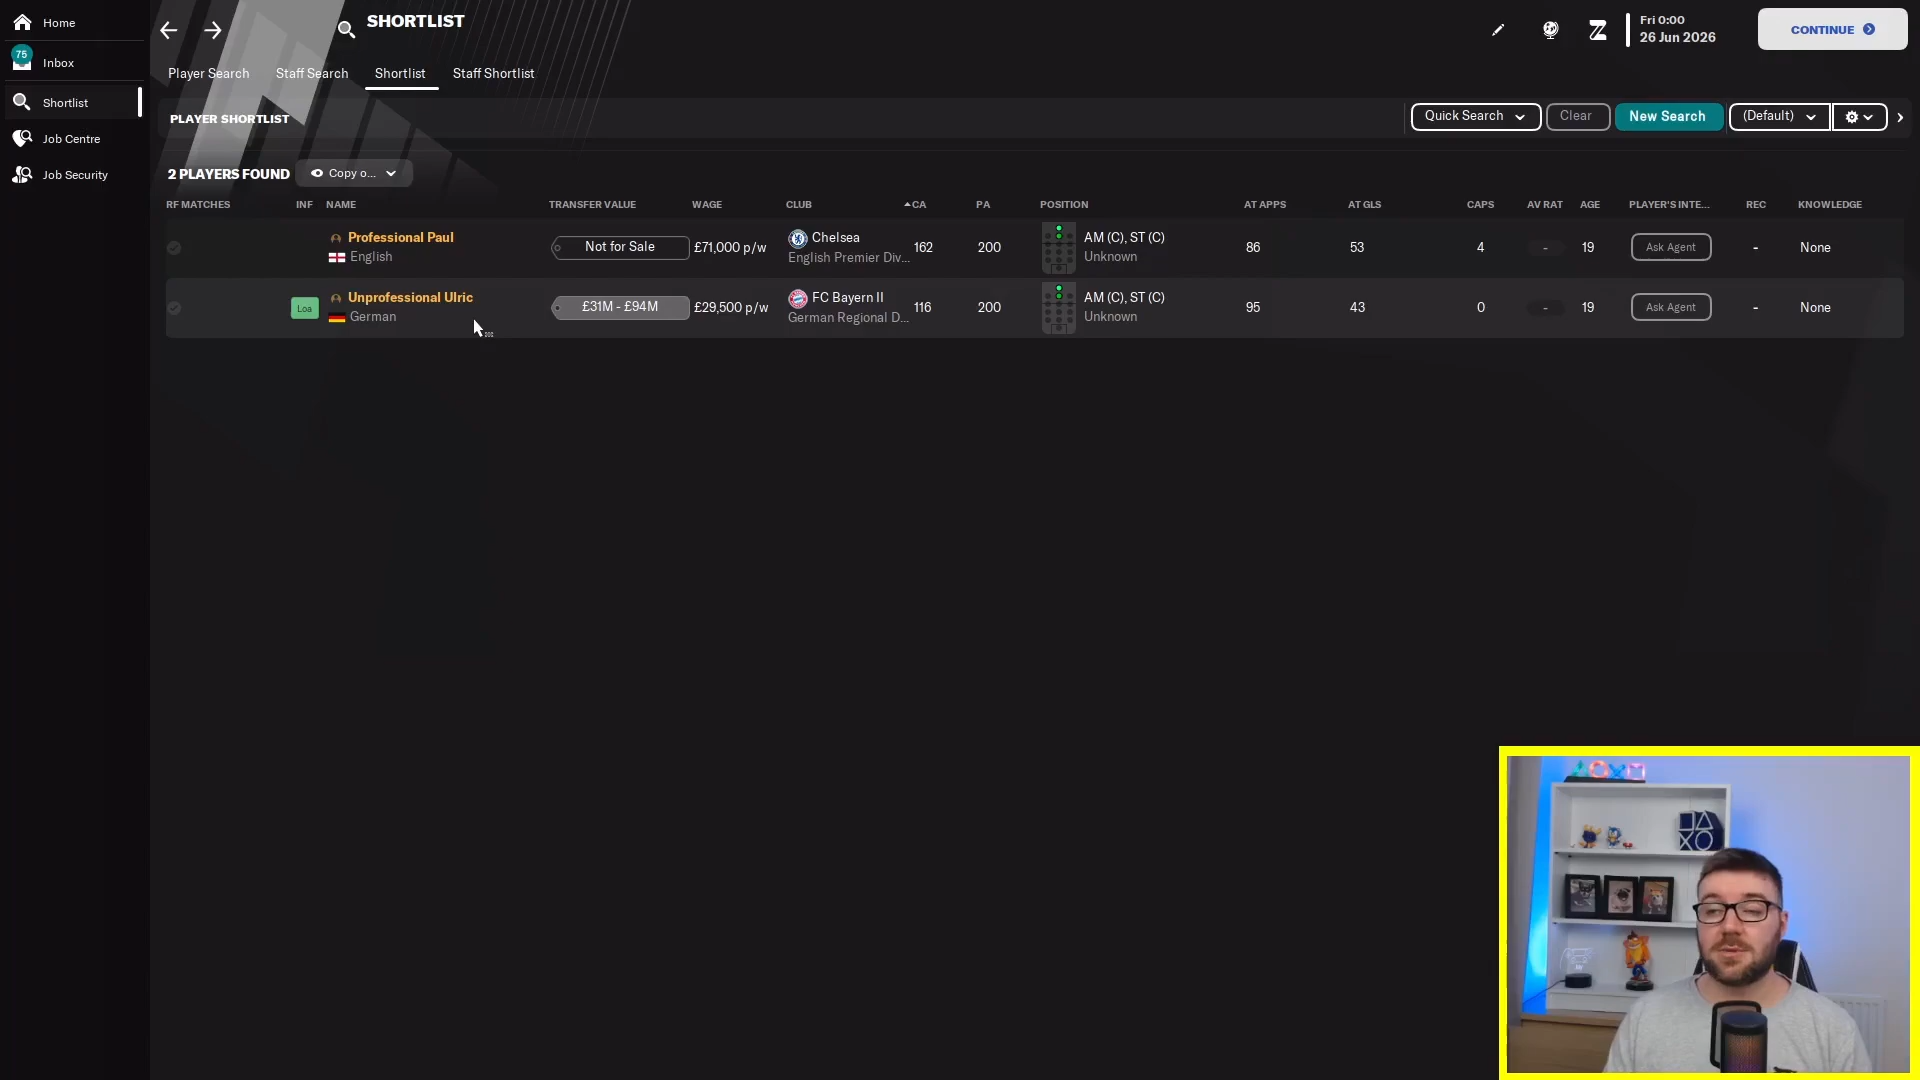 Home
75
Inbox
Shortlist
Job Centre
Job Security
SHORTLIST
Fri 0:00
26 Jun 2026
CONTINUE
Player Search
Staff Search
Shortlist
Staff Shortlist
PLAYER SHORTLIST
Quick Search
Clear
New Search
(Default)
2 PLAYERS FOUND
Copy o...
RF MATCHES INF NAME TRANSFER VALUE WAGE CLUB CA PA POSITION AT APPS AT GLS CAPS AV RAT AGE PLAYER'S INTE... REC KNOWLEDGE
Professional Paul Not for Sale £71,000 p/w Chelsea 162 200 AM (C), ST (C) 86 53 4 - 19 Ask Agent - None
English English Premier Div... Unknown
Loa Unprofessional Ulric £31M - £94M £29,500 p/w FC Bayern II 116 200 AM (C), ST (C) 95 43 0 - 19 Ask Agent - None
German German Regional D... Unknown